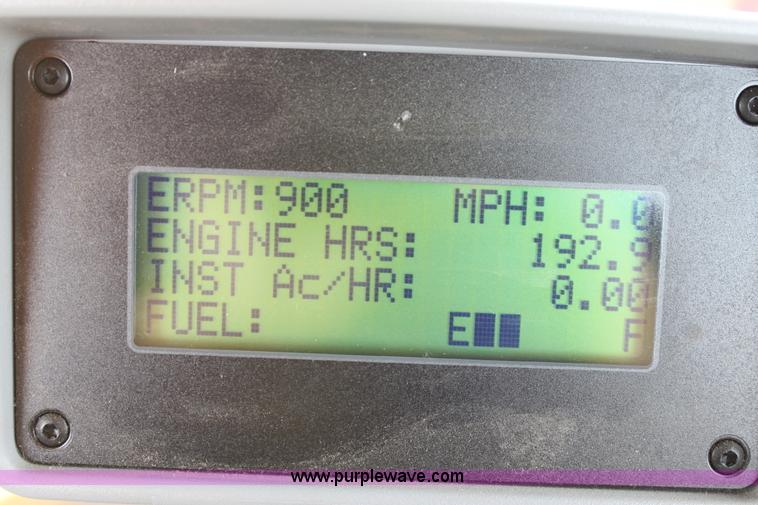 ERPM:900 MPH: 0.0
ENGINE HRS: 192.9
INST Ac/HR: 0.00
FUEL: E██ F
www.purplewave.com